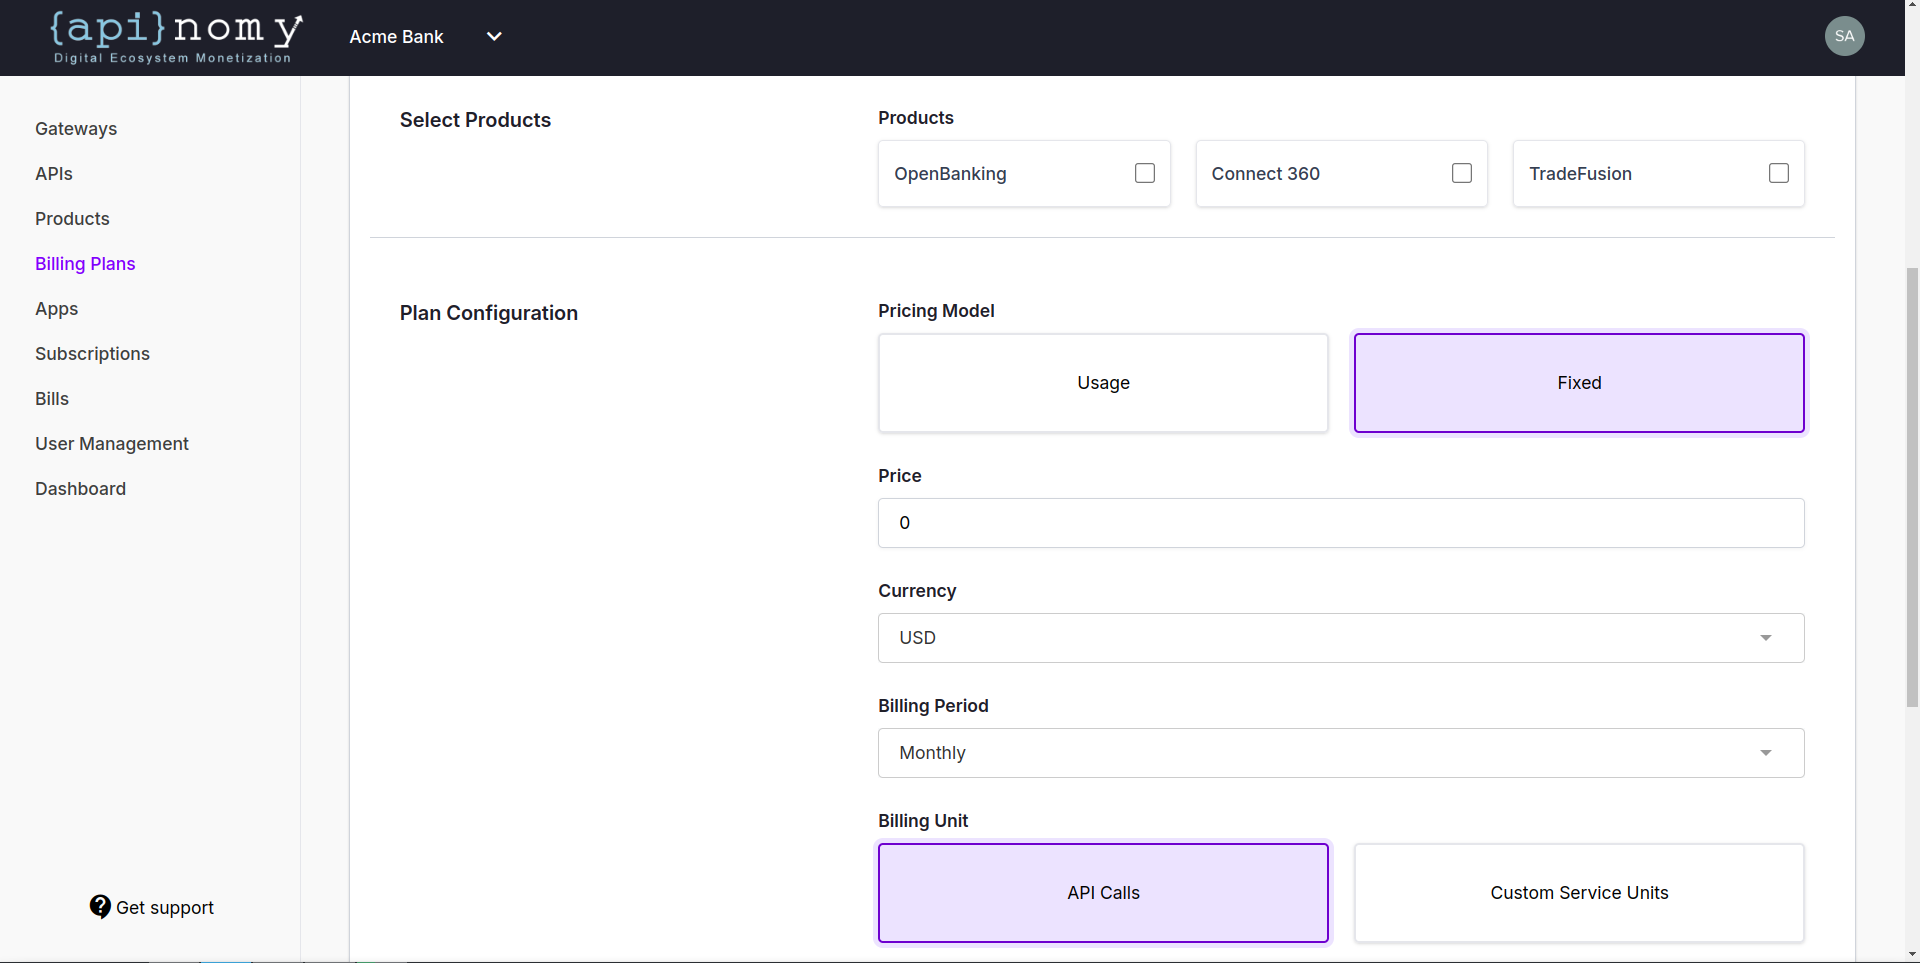 {api}nomy
Digital Ecosystem Monetization
Acme Bank
SA
Gateways
APIs
Products
Billing Plans
Apps
Subscriptions
Bills
User Management
Dashboard
Get support
Select Products
Products
OpenBanking
Connect 360
TradeFusion
Plan Configuration
Pricing Model
Usage
Fixed
Price
0
Currency
USD
Billing Period
Monthly
Billing Unit
API Calls
Custom Service Units